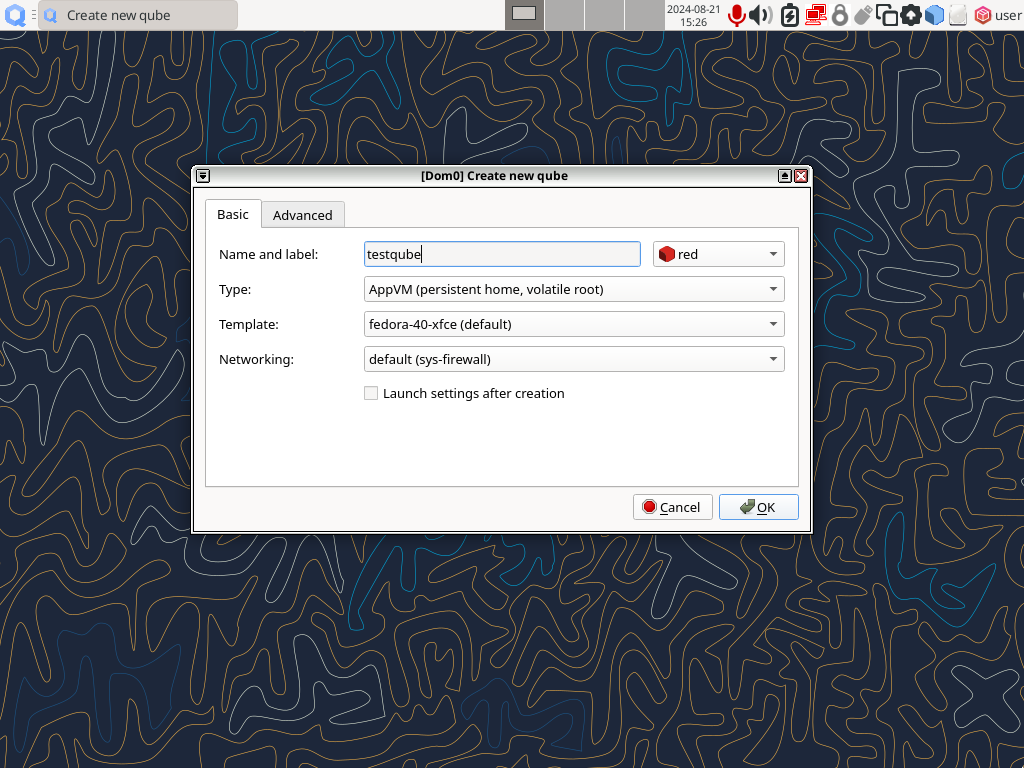 Create new qube
2024-08-21
15:26
user
[Dom0] Create new qube
Basic
Advanced
Name and label:
testqube
red
Type:
AppVM (persistent home, volatile root)
Template:
fedora-40-xfce (default)
Networking:
default (sys-firewall)
Launch settings after creation
Cancel
OK